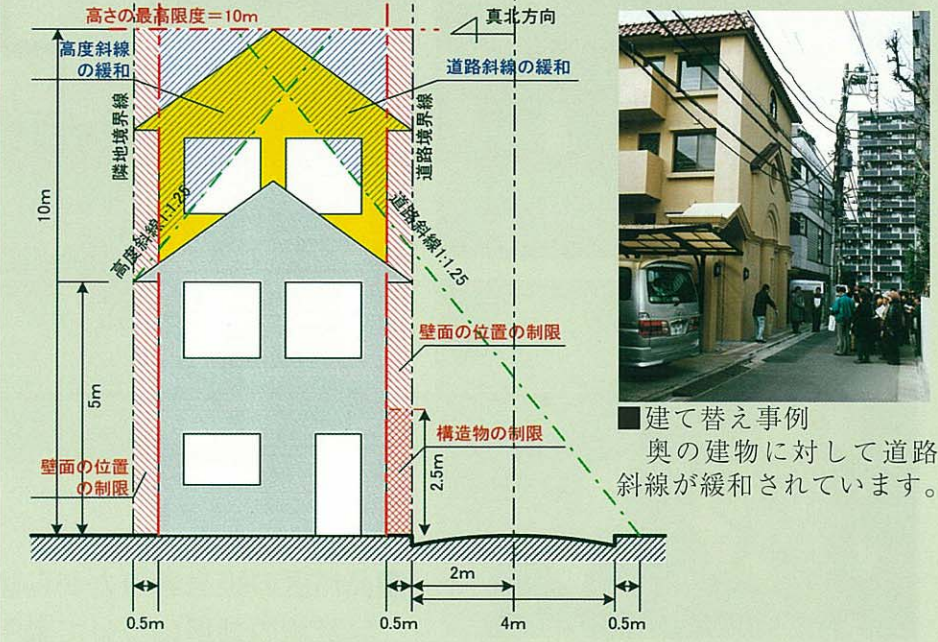 高さの最高限度＝10m
真北方向
高度斜線
の緩和
道路斜線の緩和
隣地境界線
道路境界線
10m
高度斜線1:1.25
道路斜線1:1.25
5m
壁面の位置の制限
構造物の制限
2.5m
壁面の位置
の制限
2m
0.5m
0.5m
4m
0.5m
■建て替え事例
奥の建物に対して道路
斜線が緩和されています。